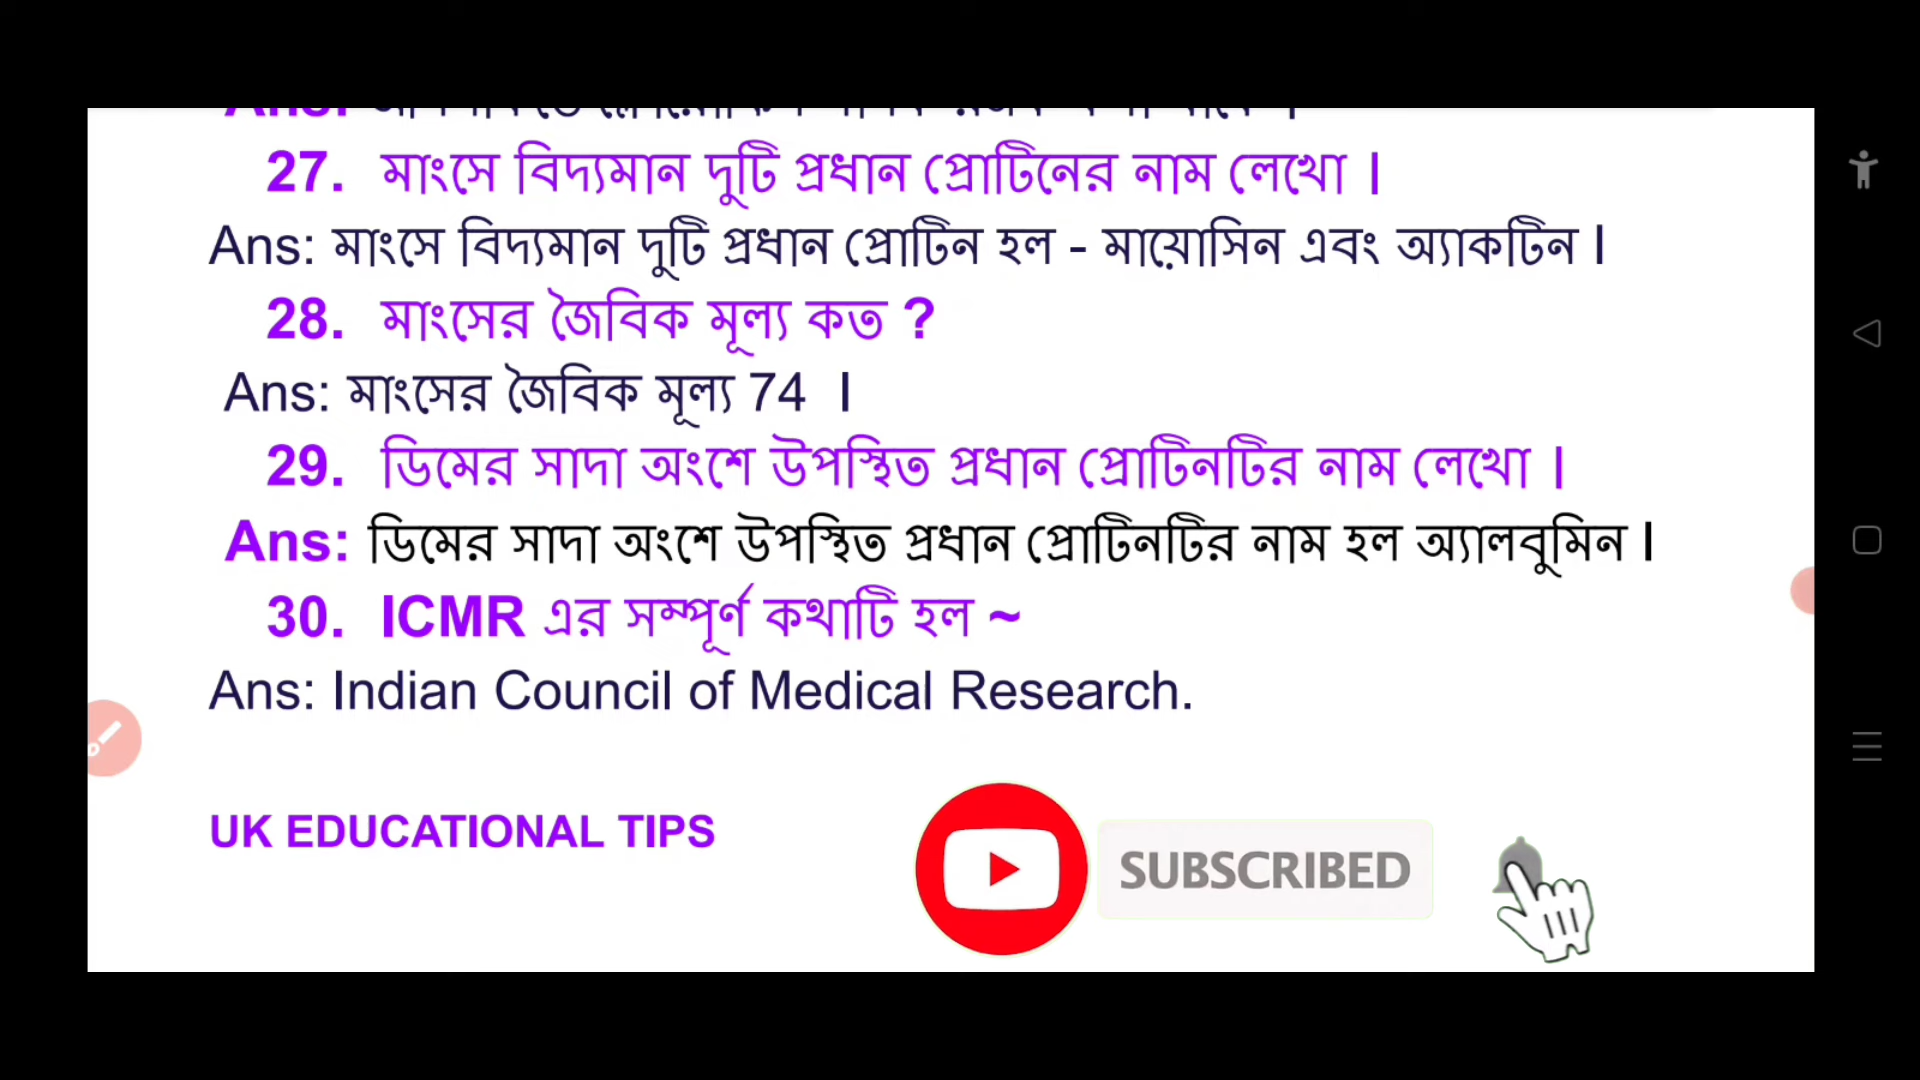 Ans:
27. মাংসে বিদ্যমান দুটি প্রধান প্রোটিনের নাম লেখো ।
Ans: মাংসে বিদ্যমান দুটি প্রধান প্রোটিন হল - মায়োসিন এবং অ্যাকটিন ।
28. মাংসের জৈবিক মূল্য কত ?
Ans: মাংসের জৈবিক মূল্য 74 ।
29. ডিমের সাদা অংশে উপস্থিত প্রধান প্রোটিনটির নাম লেখো ।
Ans: ডিমের সাদা অংশে উপস্থিত প্রধান প্রোটিনটির নাম হল অ্যালবুমিন ।
30. ICMR এর সম্পূর্ণ কথাটি হল ~
Ans: Indian Council of Medical Research.
UK EDUCATIONAL TIPS
SUBSCRIBED